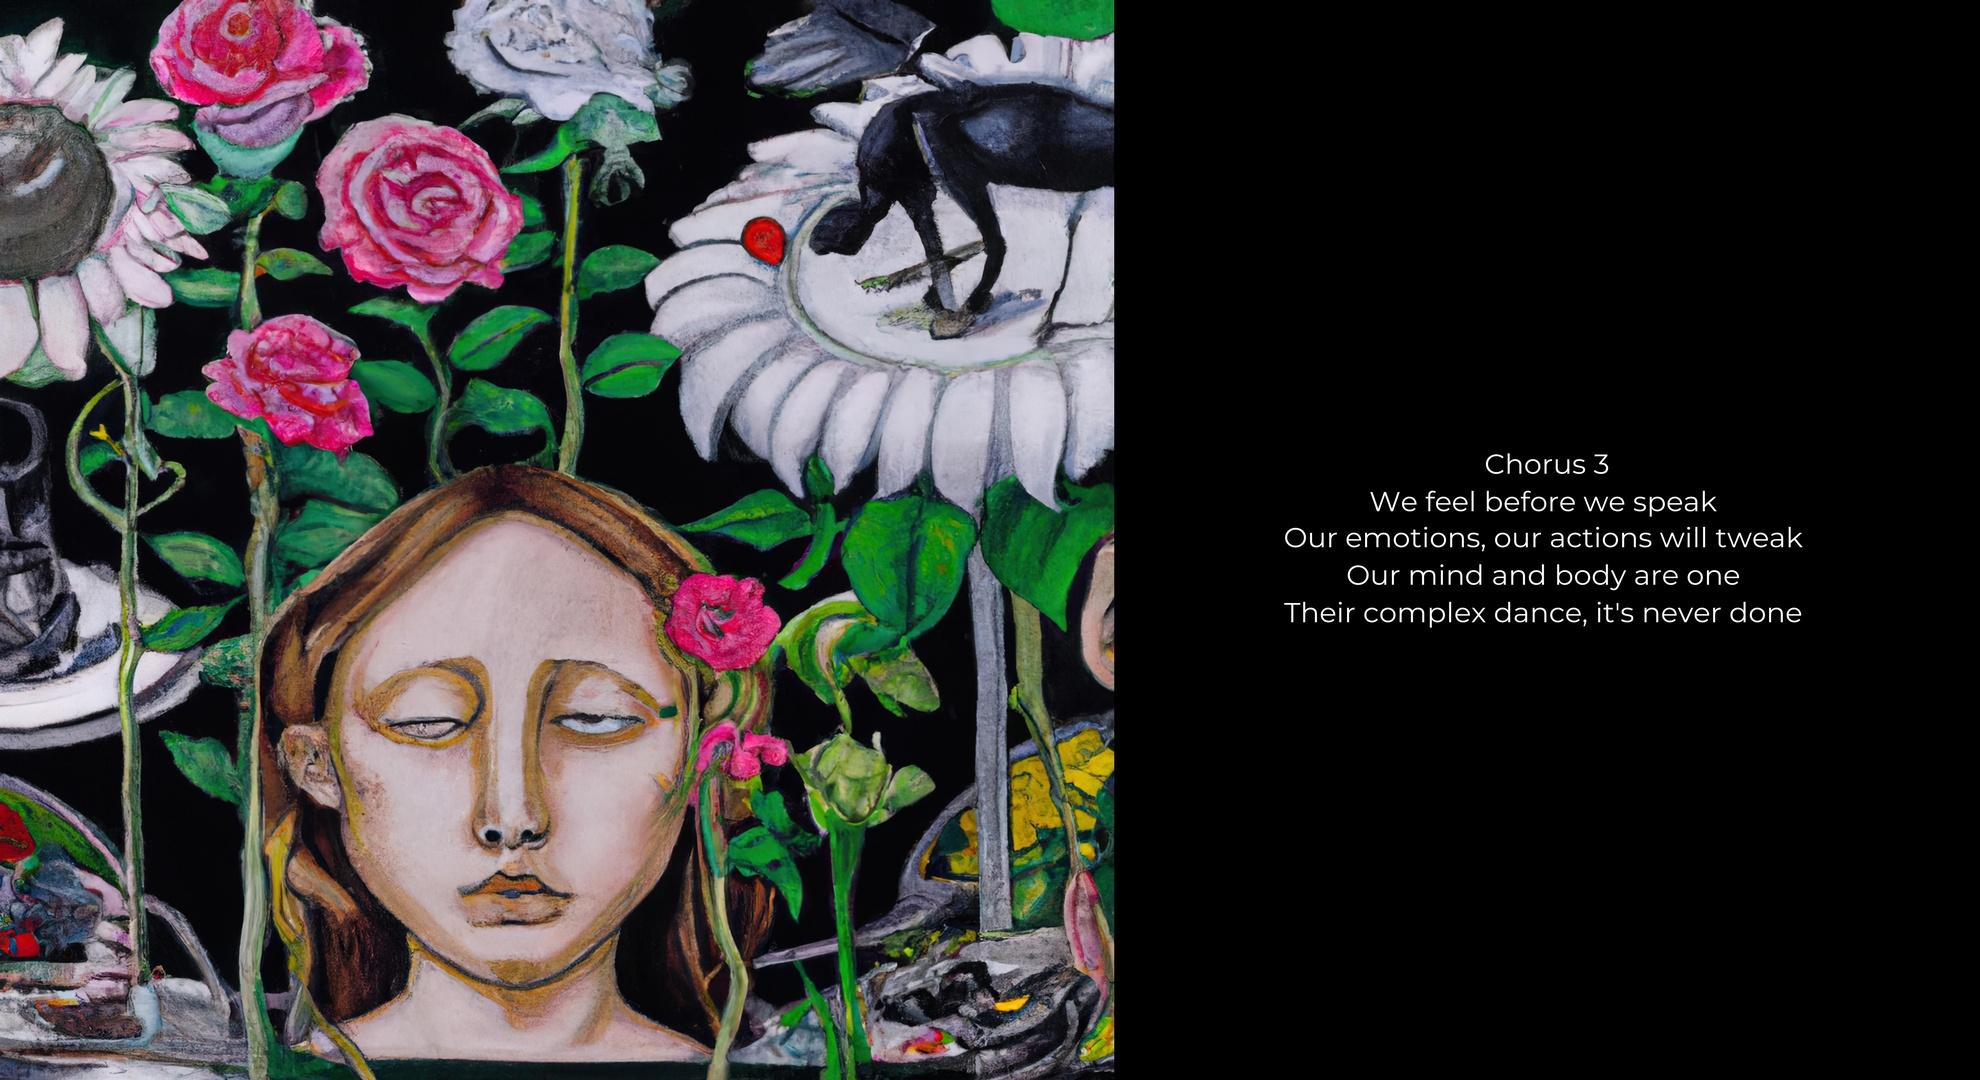 Chorus 3
We feel before we speak
Our emotions, our actions will tweak
Our mind and body are one
Their complex dance, it's never done